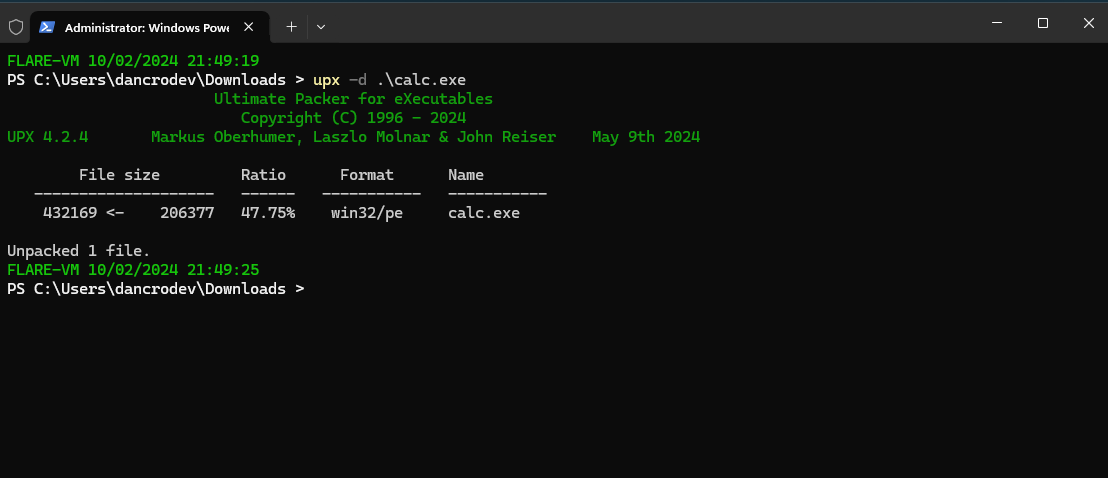 Administrator: Windows Powe
FLARE-VM 10/02/2024 21:49:19
PS C:\Users\dancrodev\Downloads > upx -d .\calc.exe
Ultimate Packer for eXecutables
Copyright (C) 1996 - 2024
UPX 4.2.4 Markus Oberhumer, Laszlo Molnar & John Reiser May 9th 2024
File size Ratio Format Name
-------------------- ------ ----------- -----------
432169 <- 206377 47.75% win32/pe calc.exe
Unpacked 1 file.
FLARE-VM 10/02/2024 21:49:25
PS C:\Users\dancrodev\Downloads >